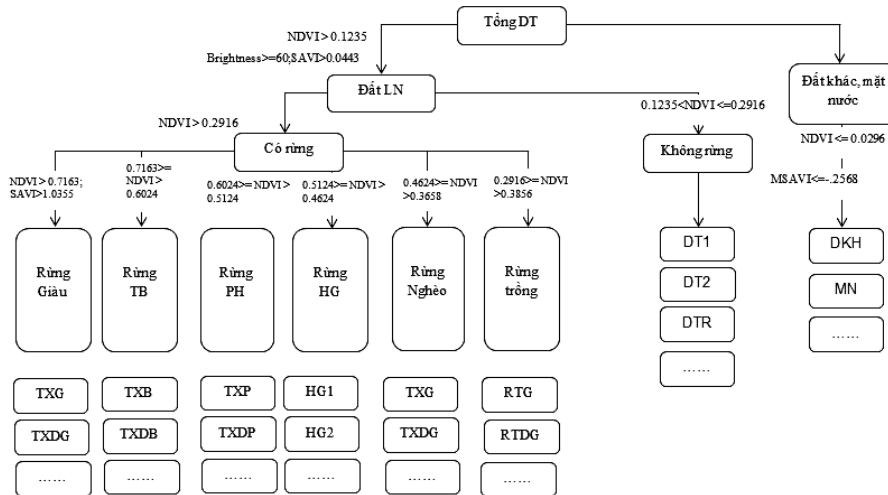 Tổng DT
NDVI > 0.1235
Brightness>=60;SAVI>0.0443
Đất LN
Đất khác, mặt
nước
0.1235<NDVI<=0.2916
NDVI > 0.2916
Có rừng
Không rừng
NDVI<= 0.0296
MSAVI<=-.2568
NDVI > 0.7163;
SAVI>1.0355
0.7163>=
NDVI>
0.6024
0.6024>=NDVI >
0.5124
0.5124>=NDVI >
0.4624
0.4624>=NDVI
>0.3658
0.2916>=NDVI
>0.3856
Rừng
Giàu
Rừng
TB
Rừng
PH
Rừng
HG
Rừng
Nghèo
Rừng
trồng
DT1
DT2
DTR
……
DKH
MN
……
TXG
TXB
TXP
HG1
TXG
RTG
TXDG
TXDB
TXDP
HG2
TXDG
RTDG
……
……
……
……
……
……